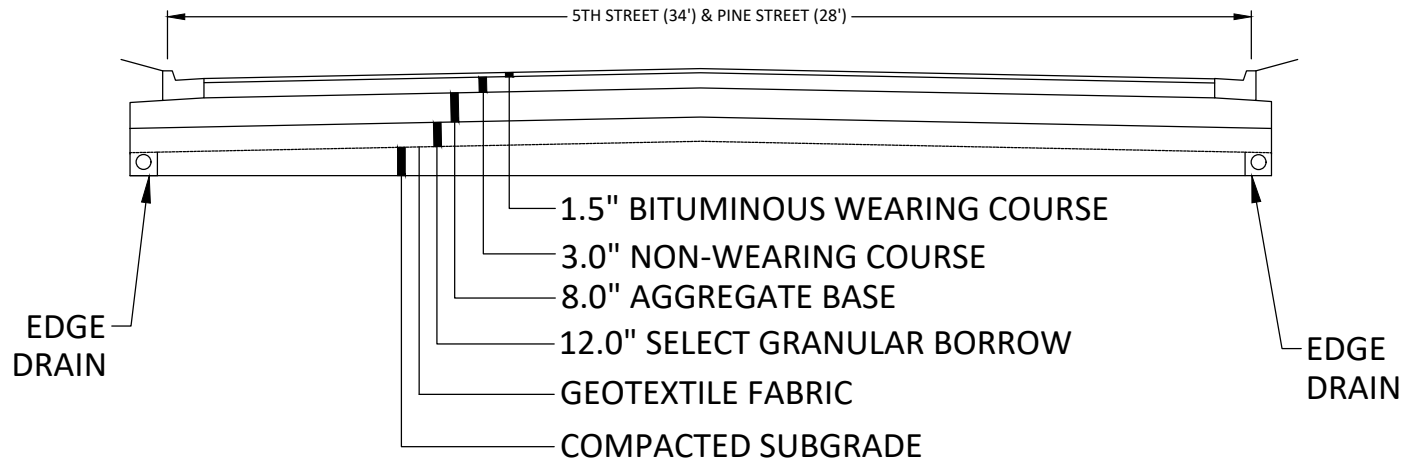 5TH STREET (34') & PINE STREET (28')
1.5" BITUMINOUS WEARING COURSE
3.0" NON-WEARING COURSE
8.0" AGGREGATE BASE
12.0" SELECT GRANULAR BORROW
GEOTEXTILE FABRIC
COMPACTED SUBGRADE
EDGE
DRAIN
EDGE
DRAIN